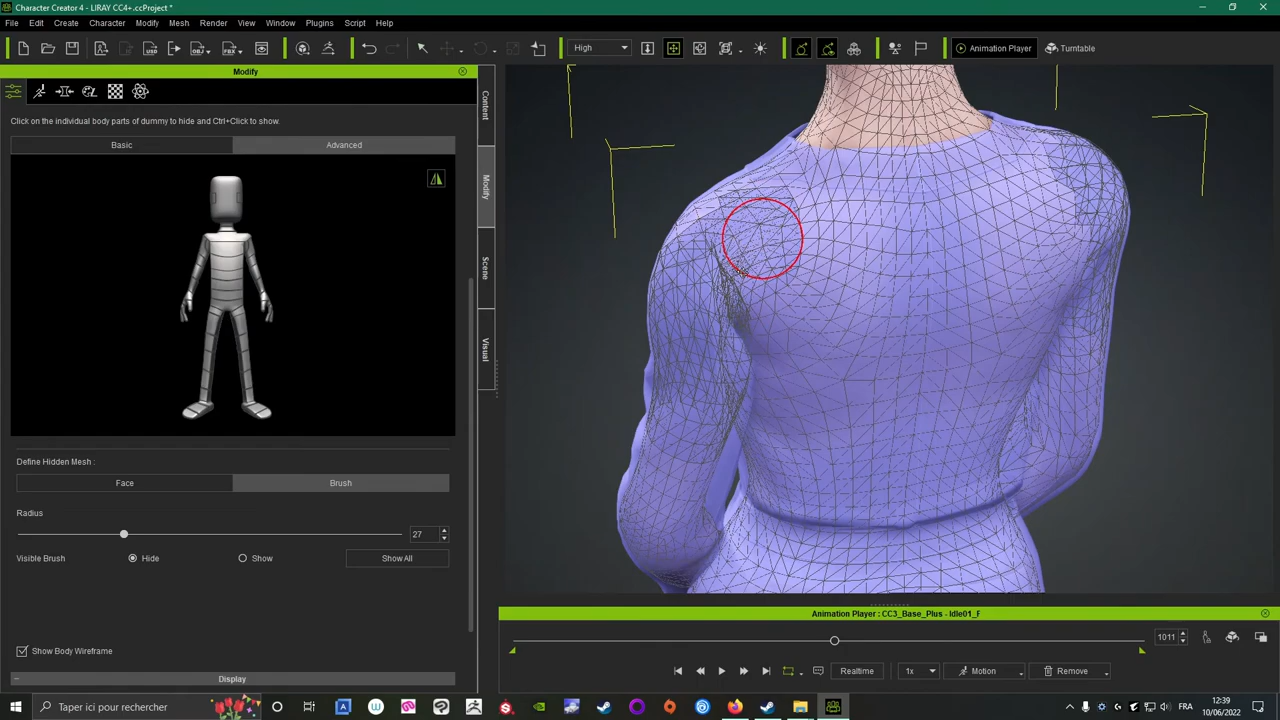 Character Creator 4 - LIRAY CC4+.ccProject *
File Edit Create Character Modify Mesh Render View Window Plugins Script Help
High Animation Player Turntable
Modify
Click on the individual body parts of dummy to hide and Ctrl+Click to show.
Basic Advanced
Content
Modify
Scene
Visual
Define Hidden Mesh :
Face Brush
Radius
27
Visible Brush Hide Show Show All
Show Body Wireframe
Display
Animation Player : CC3_Base_Plus - Idle01_F
1011
Realtime 1x Motion Remove
Taper ici pour rechercher
FRA
12:39
10/06/2022